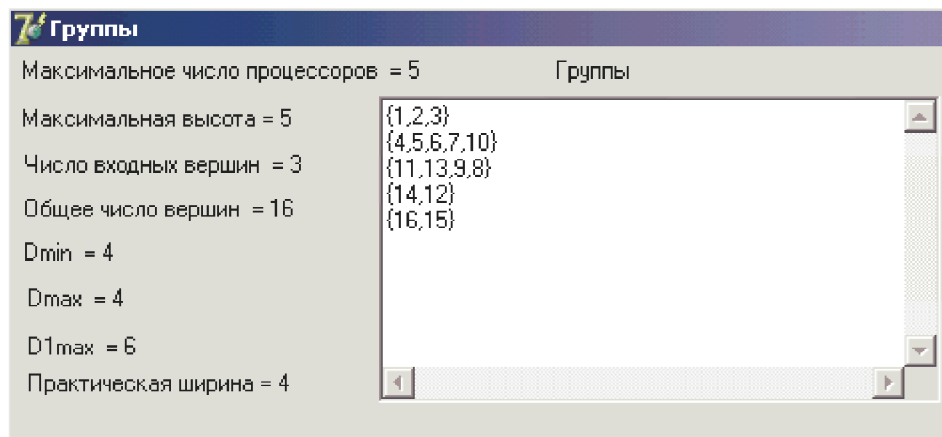 Группы
Максимальное число процессоров = 5
Группы
Максимальная высота = 5
Число входных вершин = 3
Общее число вершин = 16
Dmin = 4
Dmax = 4
D1max = 6
Практическая ширина = 4
{1,2,3}
{4,5,6,7,10}
{11,13,9,8}
{14,12}
{16,15}